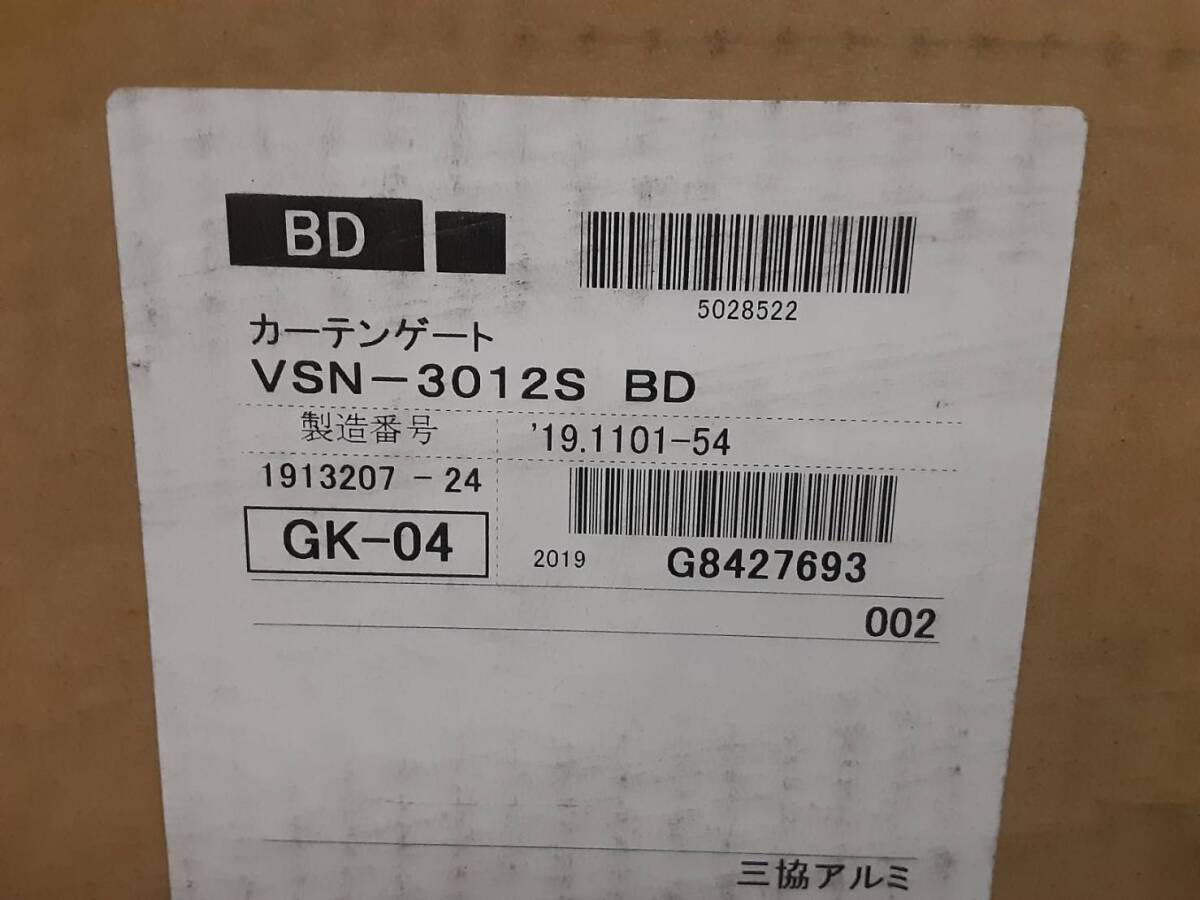 BD
5028522
カーテンゲート
VSN-3012S BD
製造番号 '19.1101-54
1913207 - 24
GK-04
2019 G8427693
002
三協アルミ